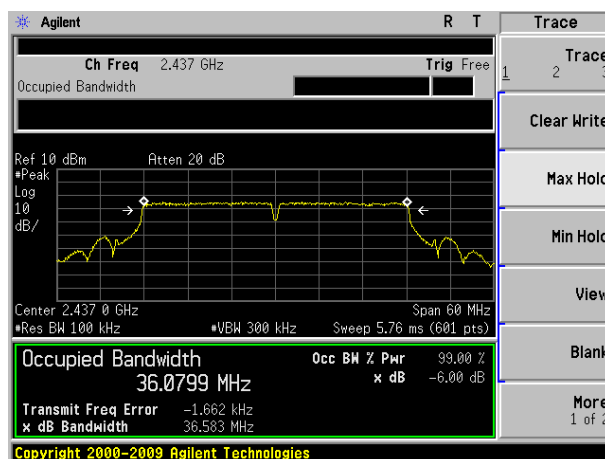 Agilent R T Trace
Ch Freq 2.437 GHz Trig Free
Occupied Bandwidth
Trace
1 2 3
Clear Write
Max Hold
Min Hold
View
Blank
More
1 of 2
Ref 10 dBm Atten 20 dB
#Peak
Log
10
dB/
Center 2.437 0 GHz Span 60 MHz
#Res BW 100 kHz #VBW 300 kHz Sweep 5.76 ms (601 pts)
Occupied Bandwidth Occ BW % Pwr 99.00 %
36.0799 MHz x dB -6.00 dB
Transmit Freq Error -1.662 kHz
x dB Bandwidth 36.583 MHz
Copyright 2000-2009 Agilent Technologies